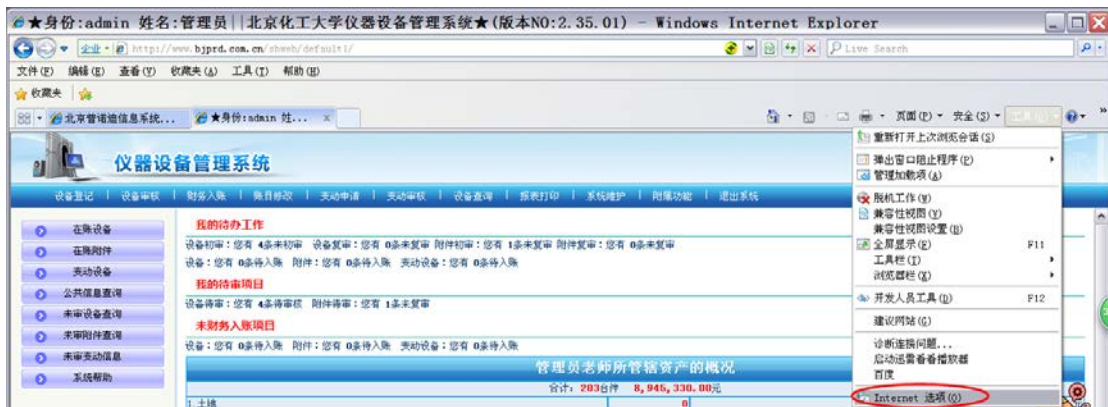 ★身份:admin 姓名:管理员||北京化工大学仪器设备管理系统★(版本NO:2.35.01) - Windows Internet Explorer
企业 http://www.bjprd.com.cn/sbweb/default1/ Live Search
文件(F) 编辑(E) 查看(V) 收藏夹(A) 工具(T) 帮助(H)
收藏夹
北京普诺迪信息系统... ★身份:admin 姓... x 页面(P) 安全(S)
重新打开上次浏览会话(S)
弹出窗口阻止程序(P)
管理加载项(A)
脱机工作(W)
兼容性视图(V)
兼容性视图设置(B)
全屏显示(F) F11
工具栏(T)
浏览器栏(X)
开发人员工具(D) F12
建议网站(G)
诊断连接问题...
启动迅雷看看播放器
百度
Internet 选项(O)
仪器设备管理系统
设备登记 | 设备审核 | 财务入账 | 账目修改 | 变动申请 | 变动审核 | 设备查询 | 报表打印 | 系统维护 | 附属功能 | 退出系统
在账设备
在账附件
变动设备
公共信息查询
未审设备查询
未审附件查询
未审变动信息
系统帮助
我的待办工作
设备初审:您有 4条未初审 设备复审:您有 0条未复审 附件初审:您有 1条未复审 附件复审:您有 0条未复审
设备:您有 0条待入账 附件:您有 0条待入账 变动设备:您有 0条待入账
我的待审项目
设备待审:您有 4条待审核 附件待审:您有 1条未复审
未财务入账项目
设备:您有 0条待入账 附件:您有 0条待入账 变动设备:您有 0条待入账
管理员老师所管辖资产的概况
合计: 203台件 8,945,330.00元
1 土地 0